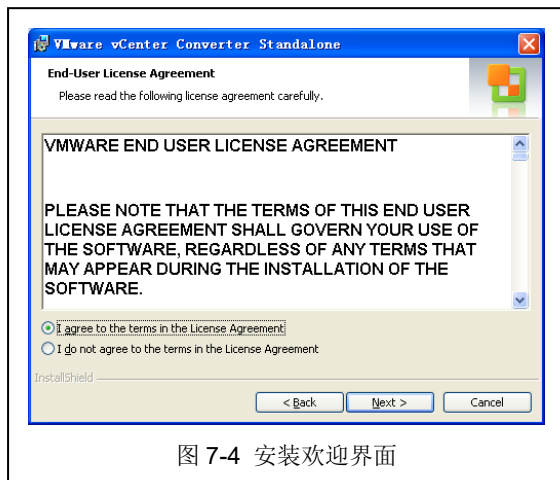 VMware vCenter Converter Standalone
End-User License Agreement
Please read the following license agreement carefully.
VMWARE END USER LICENSE AGREEMENT
PLEASE NOTE THAT THE TERMS OF THIS END USER
LICENSE AGREEMENT SHALL GOVERN YOUR USE OF
THE SOFTWARE, REGARDLESS OF ANY TERMS THAT
MAY APPEAR DURING THE INSTALLATION OF THE
SOFTWARE.
I agree to the terms in the License Agreement
I do not agree to the terms in the License Agreement
InstallShield
< Back Next > Cancel
图 7-4 安装欢迎界面